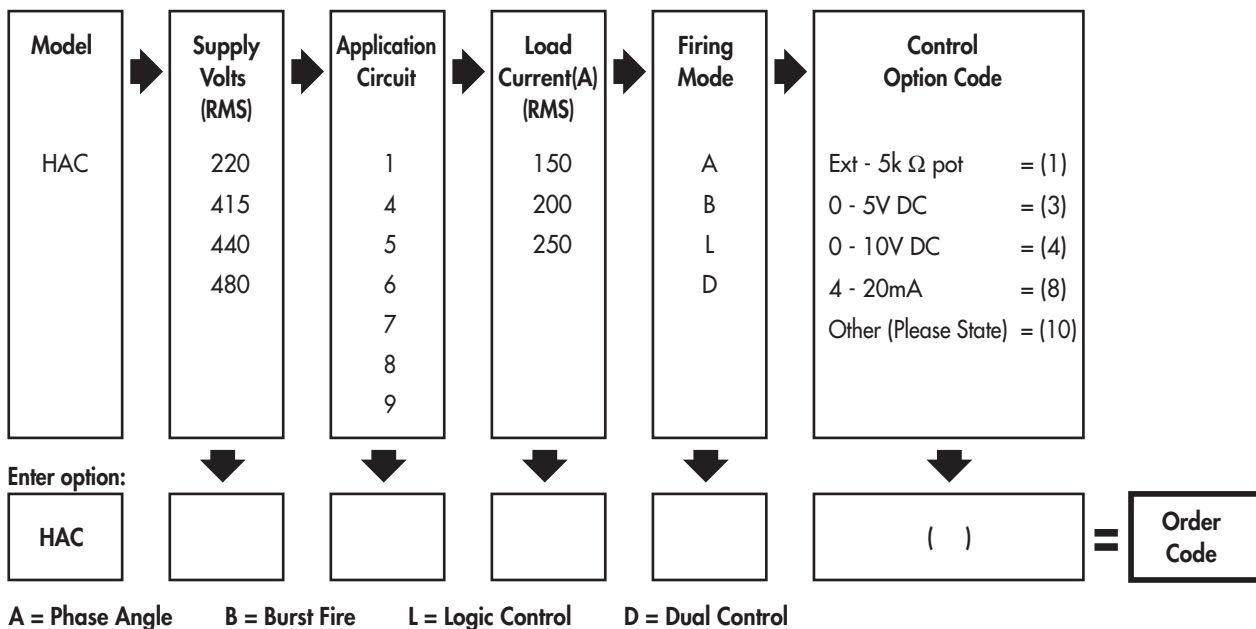 Model
HAC
Supply
Volts
(RMS)
220
415
440
480
Application
Circuit
1
4
5
6
7
8
9
Load
Current(A)
(RMS)
150
200
250
Firing
Mode
A
B
L
D
Control
Option Code
Ext - 5k Ω pot = (1)
0 - 5V DC = (3)
0 - 10V DC = (4)
4 - 20mA = (8)
Other (Please State) = (10)
Enter option:
HAC
( )
=
Order
Code
A = Phase Angle B = Burst Fire L = Logic Control D = Dual Control